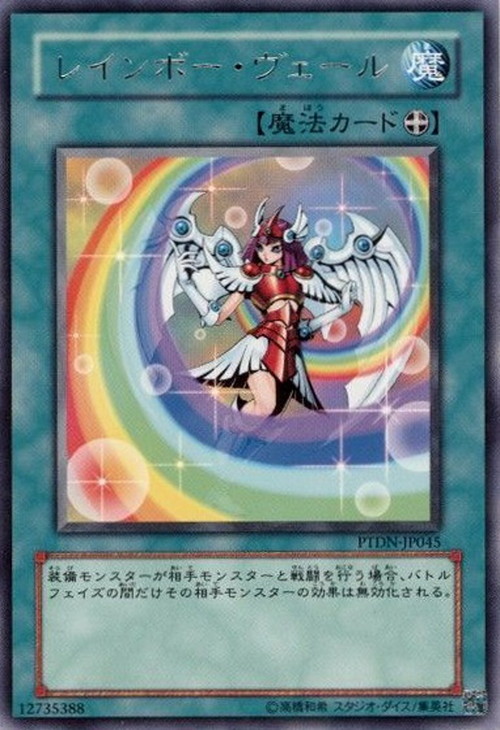 レインボー・ヴェール
魔
【魔法カード】
PTDN-JP045
装備モンスターが相手モンスターと戦闘を行う場合、バトル
フェイズの間だけその相手モンスターの効果は無効化される。
12735388
©高橋和希 スタジオ・ダイス/集英社